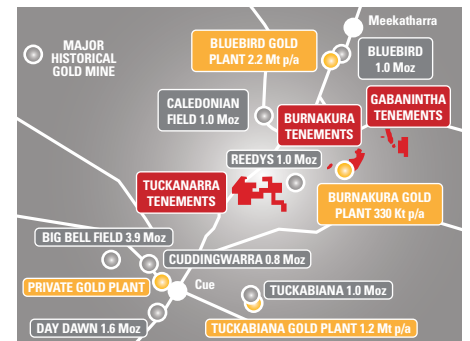 Meekatharra
MAJOR
HISTORICAL
GOLD MINE
BLUEBIRD GOLD
PLANT 2.2 Mt p/a
BLUEBIRD
1.0 Moz
CALEDONIAN
FIELD 1.0 Moz
BURNAKURA
TENEMENTS
GABANINTHA
TENEMENTS
REEDYS 1.0 Moz
TUCKANARRA
TENEMENTS
BURNAKURA GOLD
PLANT 330 Kt p/a
BIG BELL FIELD 3.9 Moz
CUDDINGWARRA 0.8 Moz
PRIVATE GOLD PLANT
Cue
TUCKABIANA 1.0 Moz
DAY DAWN 1.6 Moz
TUCKABIANA GOLD PLANT 1.2 Mt p/a